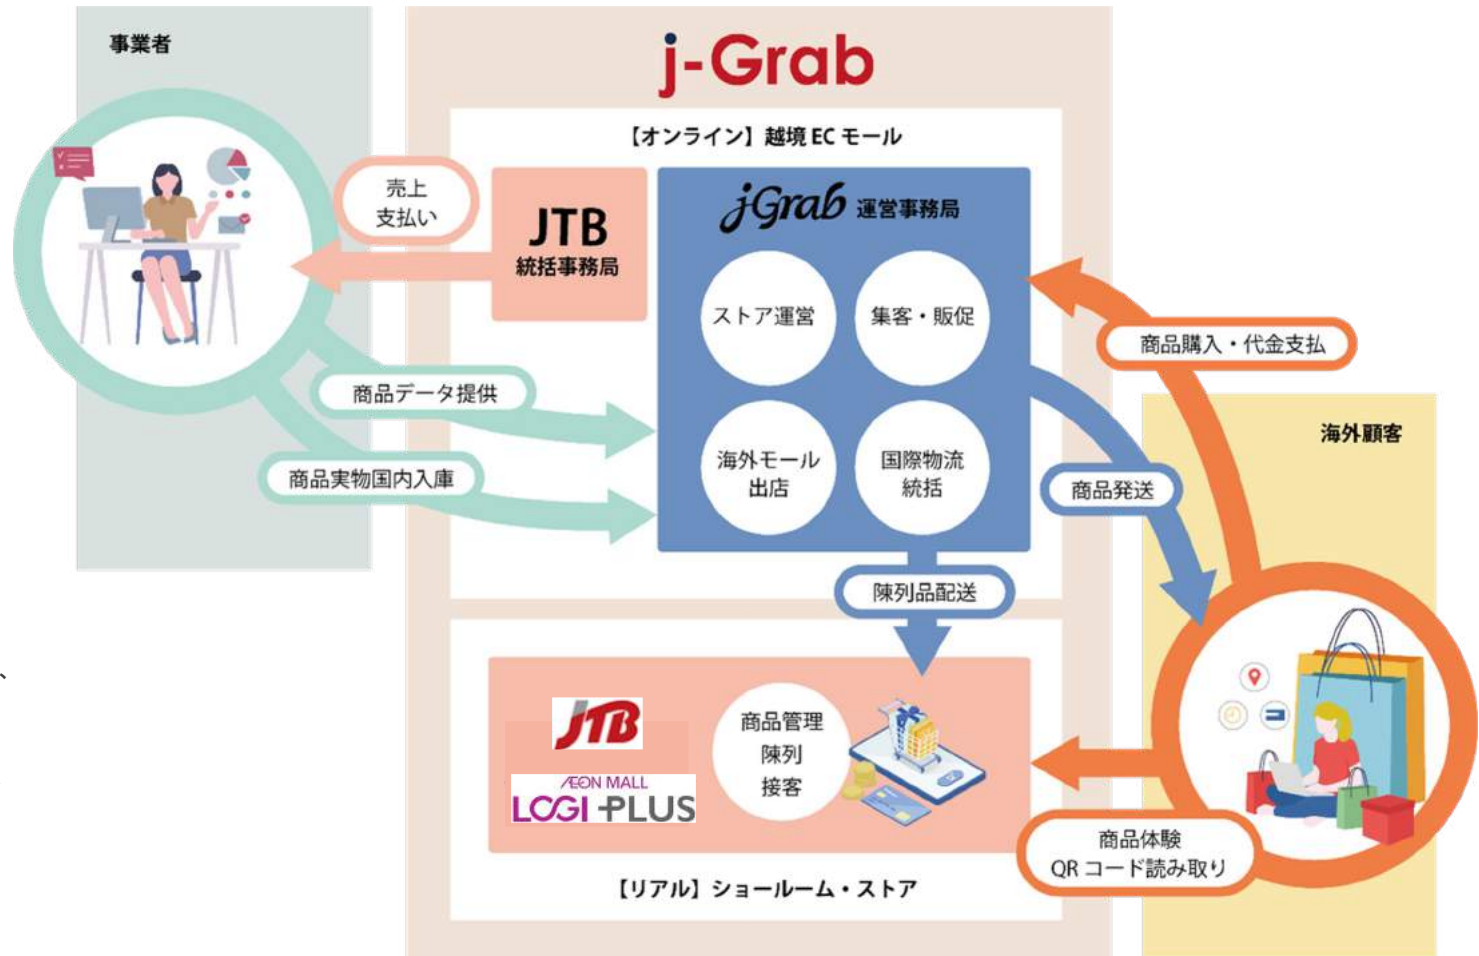 事業者
j-Grab
【オンライン】越境ECモール
売上
支払い
JTB
統括事務局
jGrab 運営事務局
ストア運営
集客・販促
海外モール
出店
国際物流
統括
商品データ提供
商品実物国内入庫
商品購入・代金支払
海外顧客
商品発送
陳列品配送
、
JTB
ÆON MALL
LOGI PLUS
商品管理
陳列
接客
商品体験
QRコード読み取り
【リアル】ショールーム・ストア